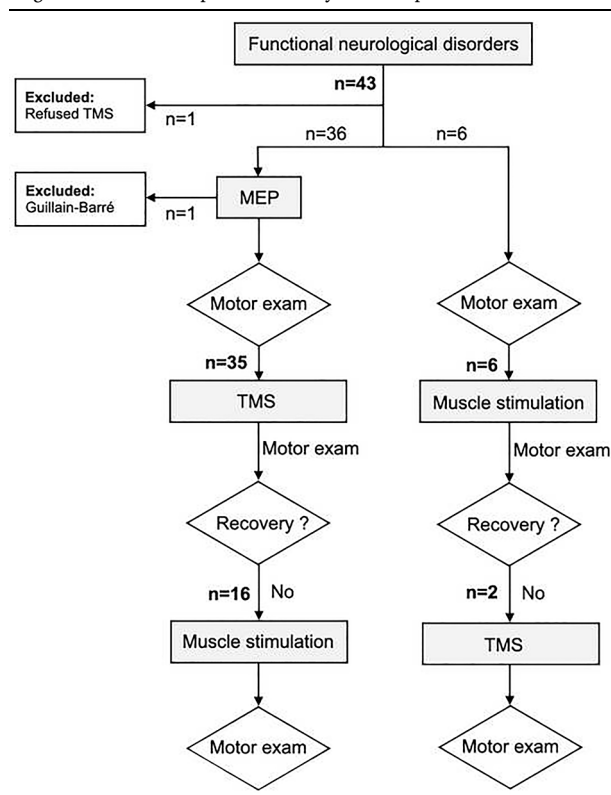 Functional neurological disorders
n=43
Excluded:
Refused TMS
n=1
n=36
n=6
Excluded:
Guillain-Barré
n=1
MEP
Motor exam
Motor exam
n=35
n=6
TMS
Muscle stimulation
Motor exam
Motor exam
Recovery ?
Recovery ?
n=16 No
n=2 No
Muscle stimulation
TMS
Motor exam
Motor exam